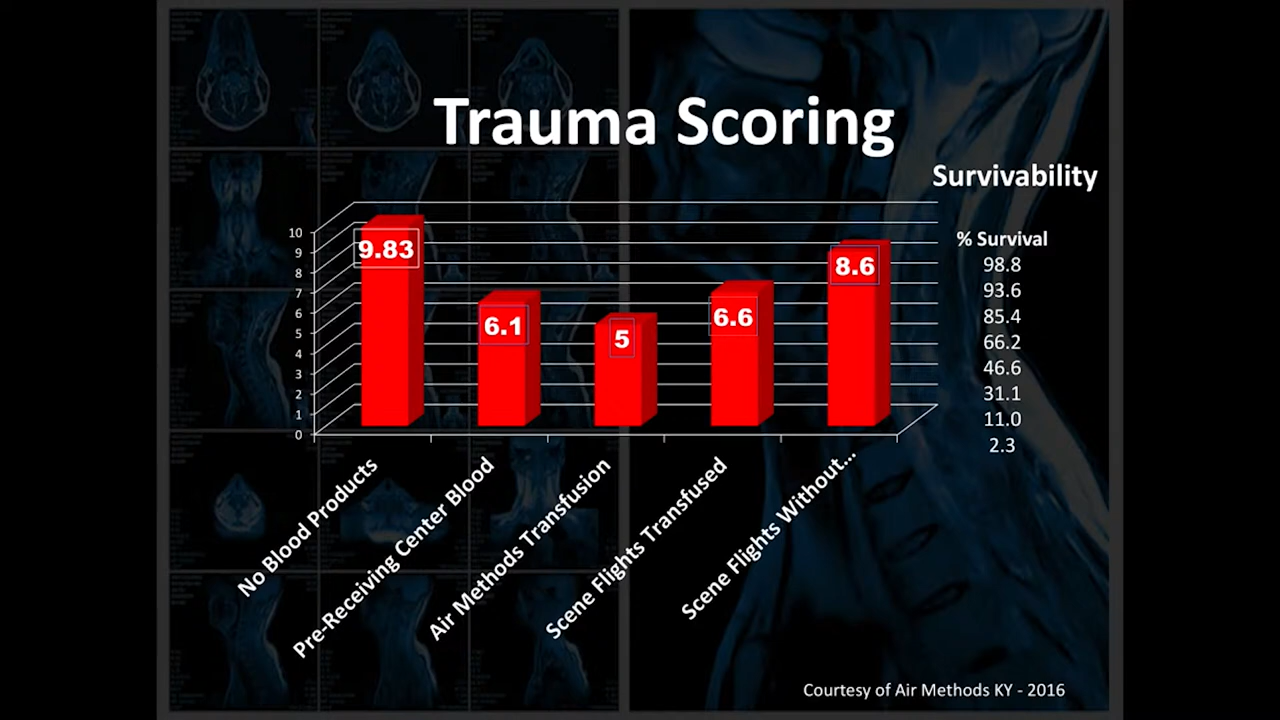 Trauma Scoring
Survivability
10
9
8
7
6
5
4
3
2
1
0
9.83
6.1
5
6.6
8.6
No Blood Products
Pre-Receiving Center Blood
Air Methods Transfusion
Scene Flights Transfused
Scene Flights Without...
% Survival
98.8
93.6
85.4
66.2
46.6
31.1
11.0
2.3
Courtesy of Air Methods KY - 2016